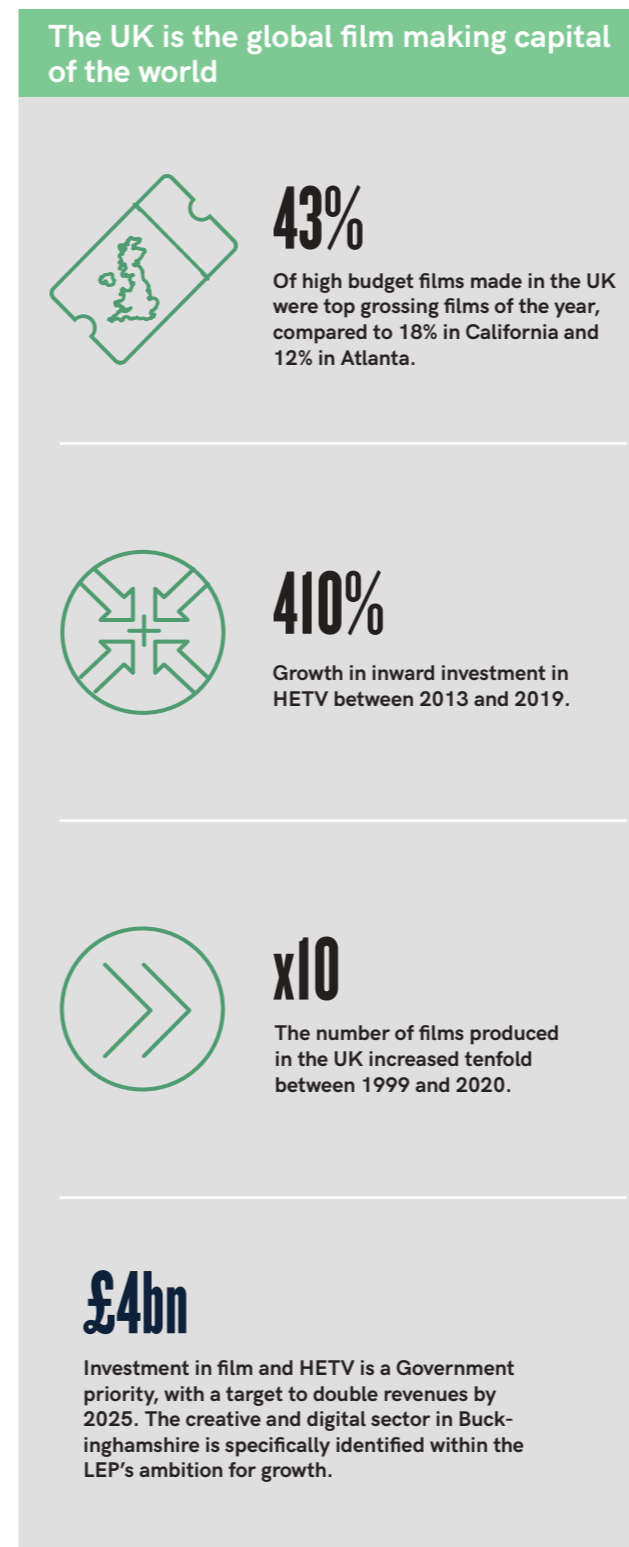 The UK is the global film making capital
of the world
43%
Of high budget films made in the UK
were top grossing films of the year,
compared to 18% in California and
12% in Atlanta.
410%
Growth in inward investment in
HETV between 2013 and 2019.
x10
The number of films produced
in the UK increased tenfold
between 1999 and 2020.
£4bn
Investment in film and HETV is a Government
priority, with a target to double revenues by
2025. The creative and digital sector in Buck-
inghamshire is specifically identified within the
LEP’s ambition for growth.